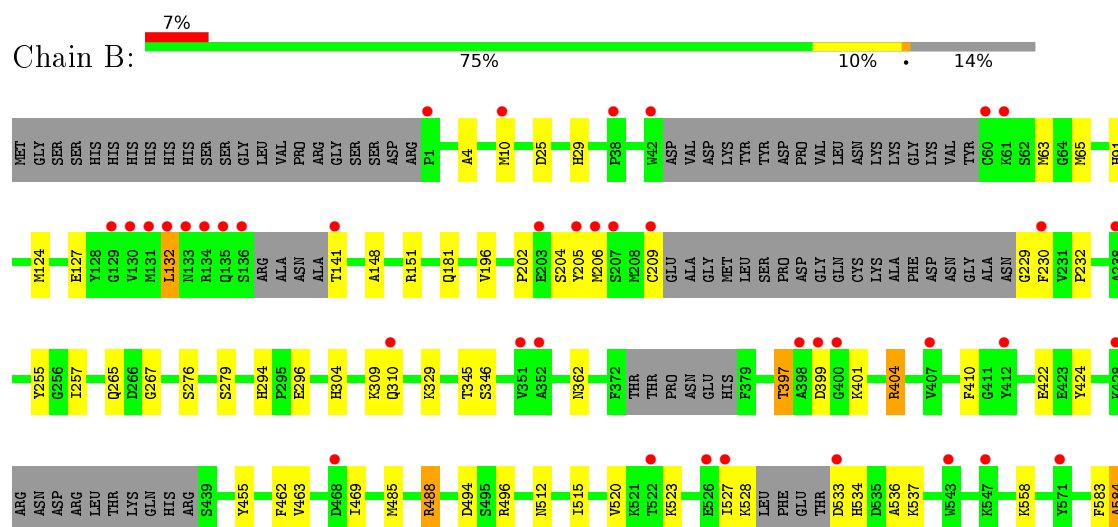 7%
Chain B:
75% 10% • 14%
MET GLY SER SER HIS HIS HIS HIS HIS HIS SER SER GLY LEU VAL PRO ARG GLY SER SER ASP ARG P1 A4 M10 D25 H29 P38 W42 ASP VAL ASP LYS TYR TYR ASP PRO VAL LEU ASN LYS LYS GLY LYS VAL TYR C60 K61 S62 M63 G64 M65 H91
M124 E127 Y128 G129 V130 M131 L132 N133 R134 Q135 S136 ARG ALA ASN ALA T141 A148 R151 Q181 V196 P202 E203 S204 Y205 M206 S207 M208 C209 GLU ALA GLY MET LEU SER PRO ASP GLY GLN CYS LYS ALA PHE ASP ASN GLY ALA ASN G229 F230 V231 P232 A238
Y255 G256 I257 Q265 D266 G267 S276 S279 H294 P295 E296 H304 K309 Q310 K329 T345 S346 V351 A352 N362 F372 THR THR PRO ASN GLU HIS F379 T397 A398 D399 G400 K401 R404 V407 F410 G411 Y412 E422 E423 Y424 K428
ARG ASN ASP ARG LEU THR LYS GLN HIS ARG S439 Y455 F462 V463 D468 I469 M485 R488 D494 S495 R496 N512 I515 V520 K521 T522 K523 E526 I527 K528 LEU PHE GLU THR D533 H534 D535 A536 K537 W543 K547 K558 Y571 F583